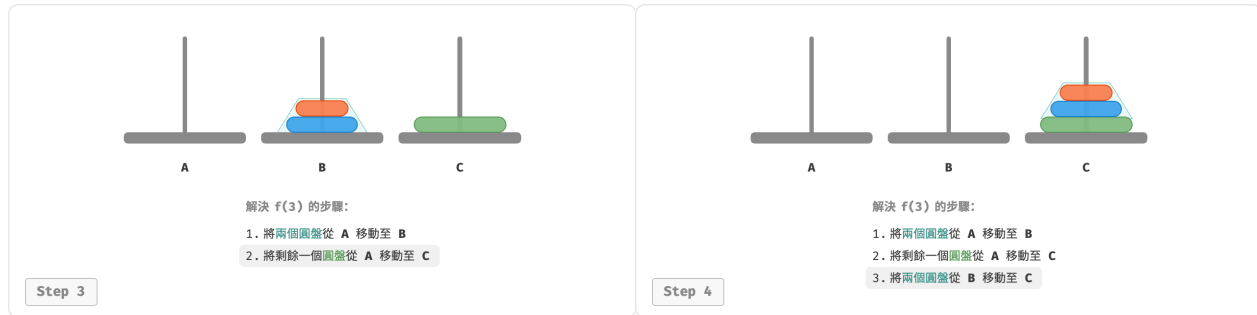 A B C
解決 f(3) 的步驟：
1. 將兩個圓盤從 A 移動至 B
2. 將剩餘一個圓盤從 A 移動至 C
Step 3
A B C
解決 f(3) 的步驟：
1. 將兩個圓盤從 A 移動至 B
2. 將剩餘一個圓盤從 A 移動至 C
3. 將兩個圓盤從 B 移動至 C
Step 4